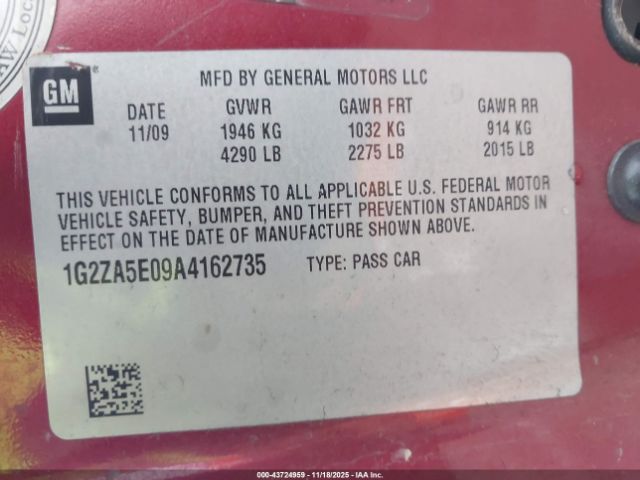 AW Loc
GM
MFD BY GENERAL MOTORS LLC
DATE GVWR GAWR FRT GAWR RR
11/09 1946 KG 1032 KG 914 KG
4290 LB 2275 LB 2015 LB
THIS VEHICLE CONFORMS TO ALL APPLICABLE U.S. FEDERAL MOTOR
VEHICLE SAFETY, BUMPER, AND THEFT PREVENTION STANDARDS IN
EFFECT ON THE DATE OF MANUFACTURE SHOWN ABOVE.
1G2ZA5E09A4162735 TYPE: PASS CAR
000-43724959 — 11/18/2025 - IAA Inc.